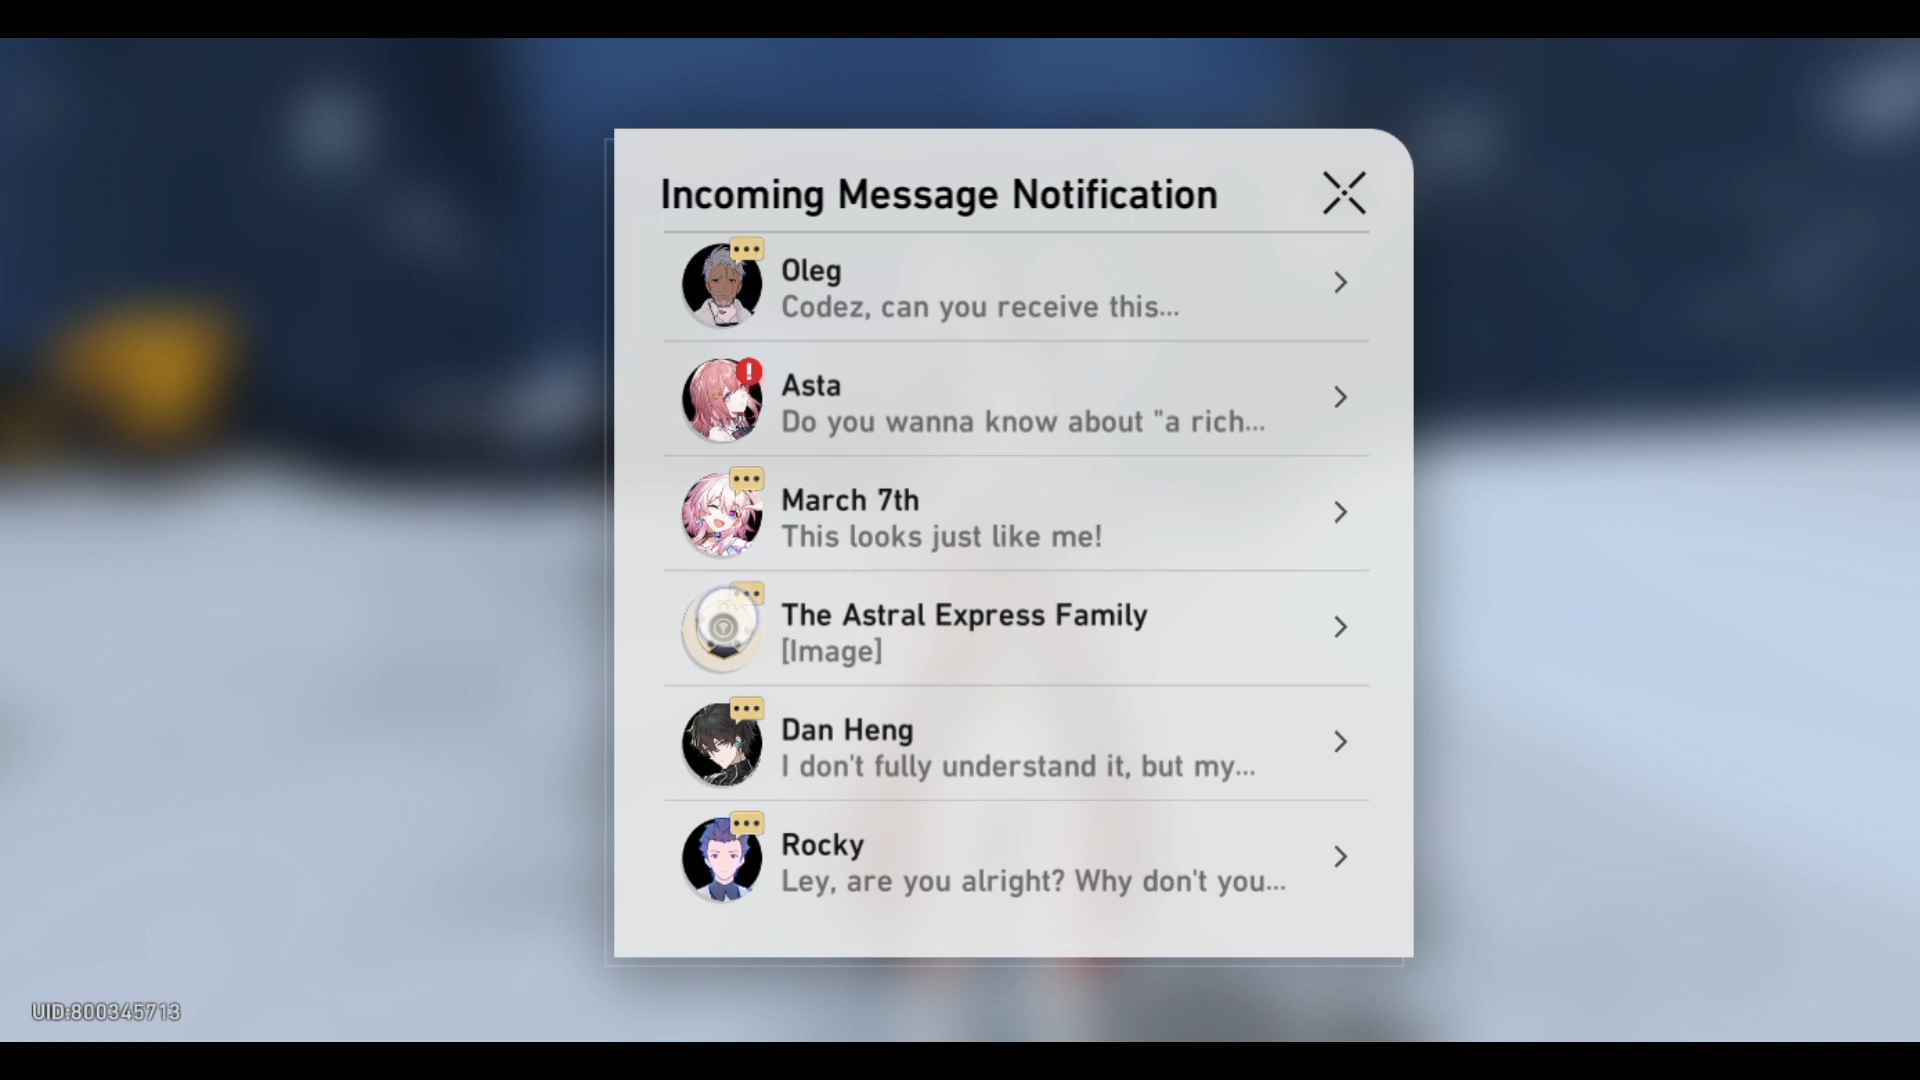 Incoming Message Notification
Oleg
Codez, can you receive this...
Asta
Do you wanna know about "a rich...
March 7th
This looks just like me!
The Astral Express Family
[Image]
Dan Heng
I don't fully understand it, but my...
Rocky
Ley, are you alright? Why don't you...
UID:800345713